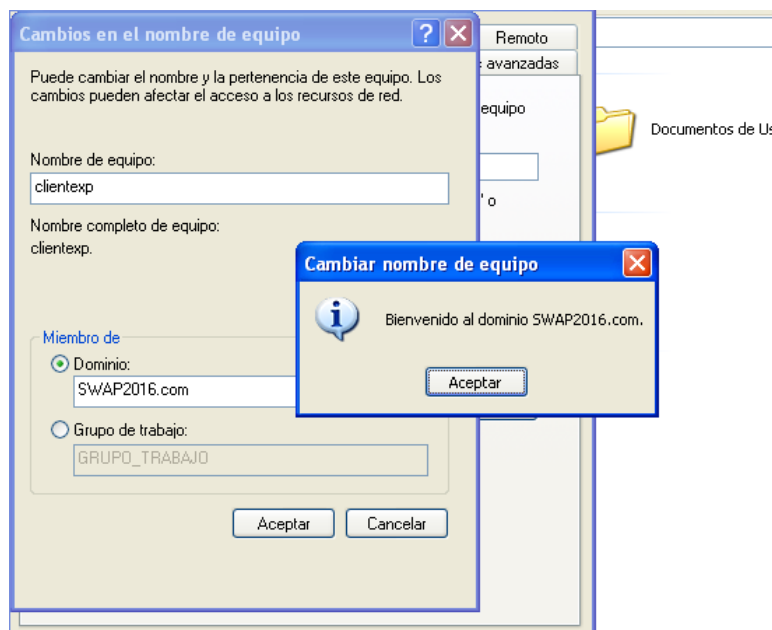 Cambios en el nombre de equipo
Remoto
avanzadas
Puede cambiar el nombre y la pertenencia de este equipo. Los
cambios pueden afectar el acceso a los recursos de red.
equipo
Documentos de Us
Nombre de equipo:
clientexp
' o
Nombre completo de equipo:
clientexp.
Cambiar nombre de equipo
Bienvenido al dominio SWAP2016.com.
Aceptar
Miembro de
Dominio:
SWAP2016.com
Grupo de trabajo:
GRUPO_TRABAJO
Aceptar
Cancelar